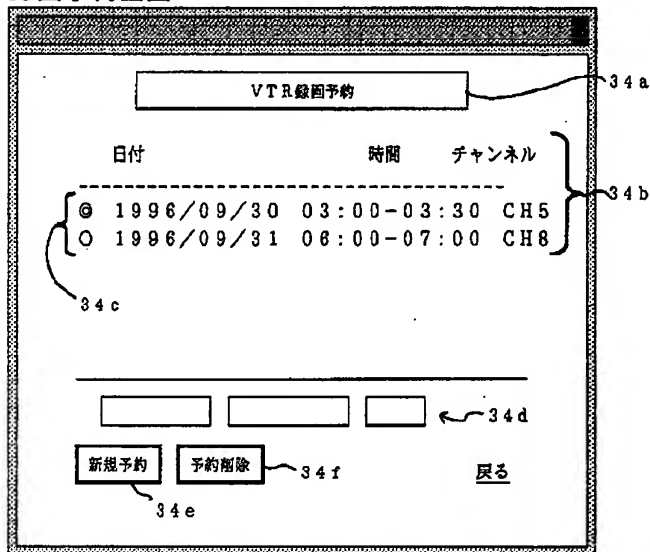 VTR録画予約
34a
日付 時間 チャンネル
34b
◎ 1996/09/30 03:00-03:30 CH5
○ 1996/09/31 06:00-07:00 CH8
34c
34d
新規予約 予約削除 34f 戻る
34e